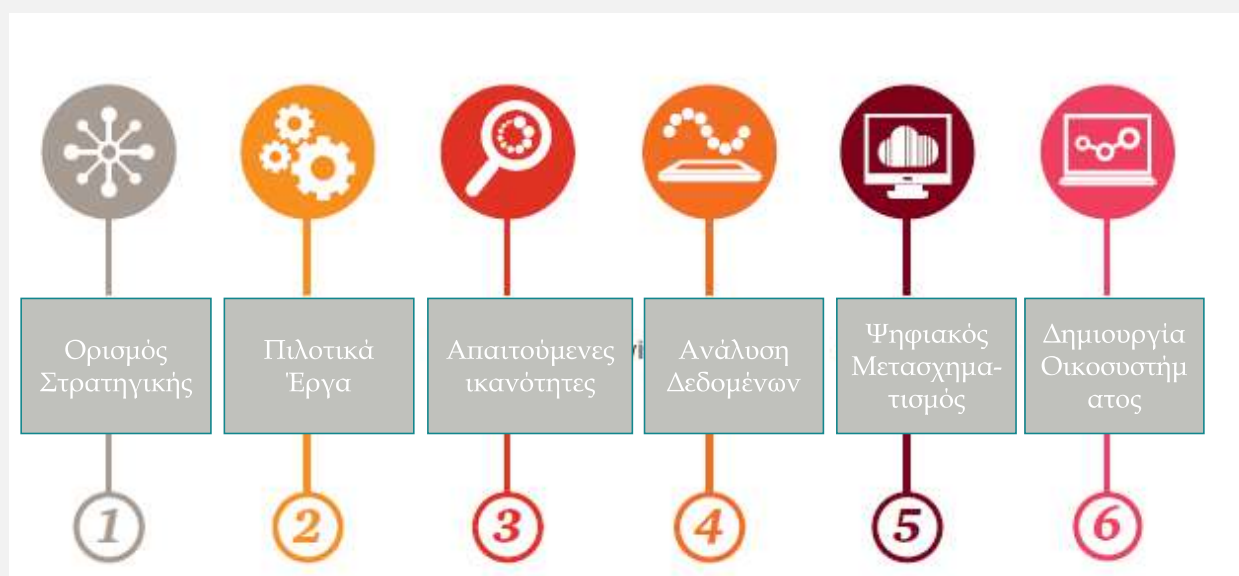 Ορισμός
Στρατηγικής
Πιλοτικά
Έργα
Απαιτούμενες
ικανότητες
Ανάλυση
Δεδομένων
Ψηφιακός
Μετασχημα-
τισμός
Δημιουργία
Οικοσυστήμ
ατος
1
2
3
4
5
6